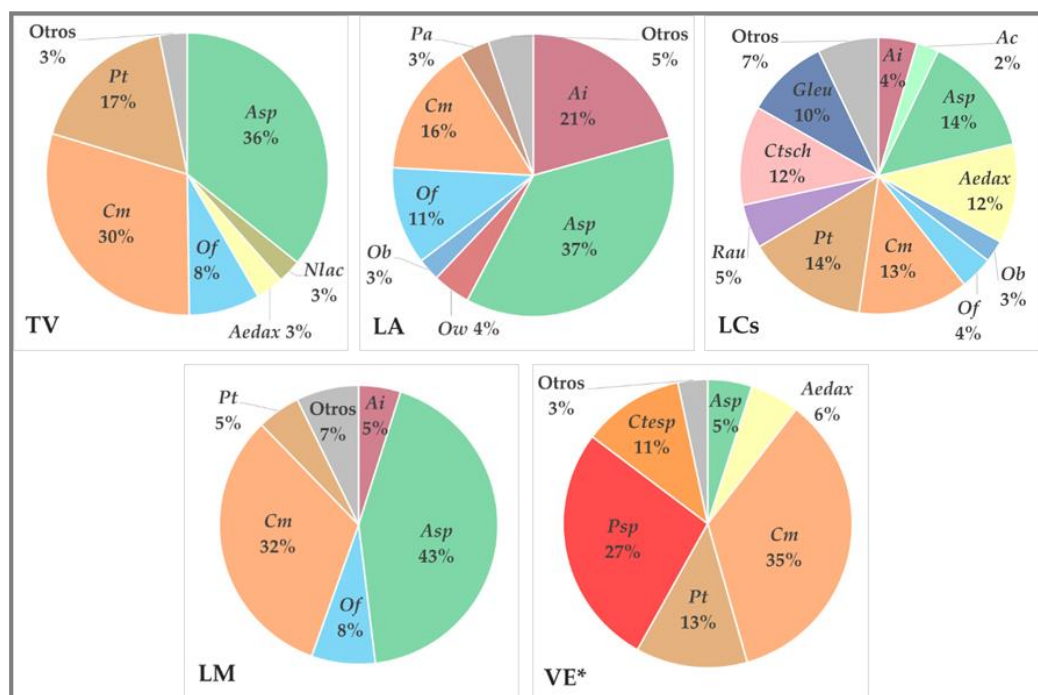 Otros
3%
Pt
17%
Asp
36%
Cm
30%
Of
8%
Nlac
3%
Aedax 3%
TV
Pa
3%
Otros
5%
Cm
16%
Ai
21%
Of
11%
Asp
37%
Ob
3%
Ow 4%
LA
Otros
7%
Ai
4%
Ac
2%
Gleu
10%
Asp
14%
Ctsch
12%
Aedax
12%
Rau
5%
Pt
14%
Cm
13%
Ob
3%
Of
4%
LCs
Pt
5%
Otros
7%
Ai
5%
Cm
32%
Asp
43%
Of
8%
LM
Otros
3%
Asp
5%
Aedax
6%
Ctesp
11%
Psp
27%
Cm
35%
Pt
13%
VE*